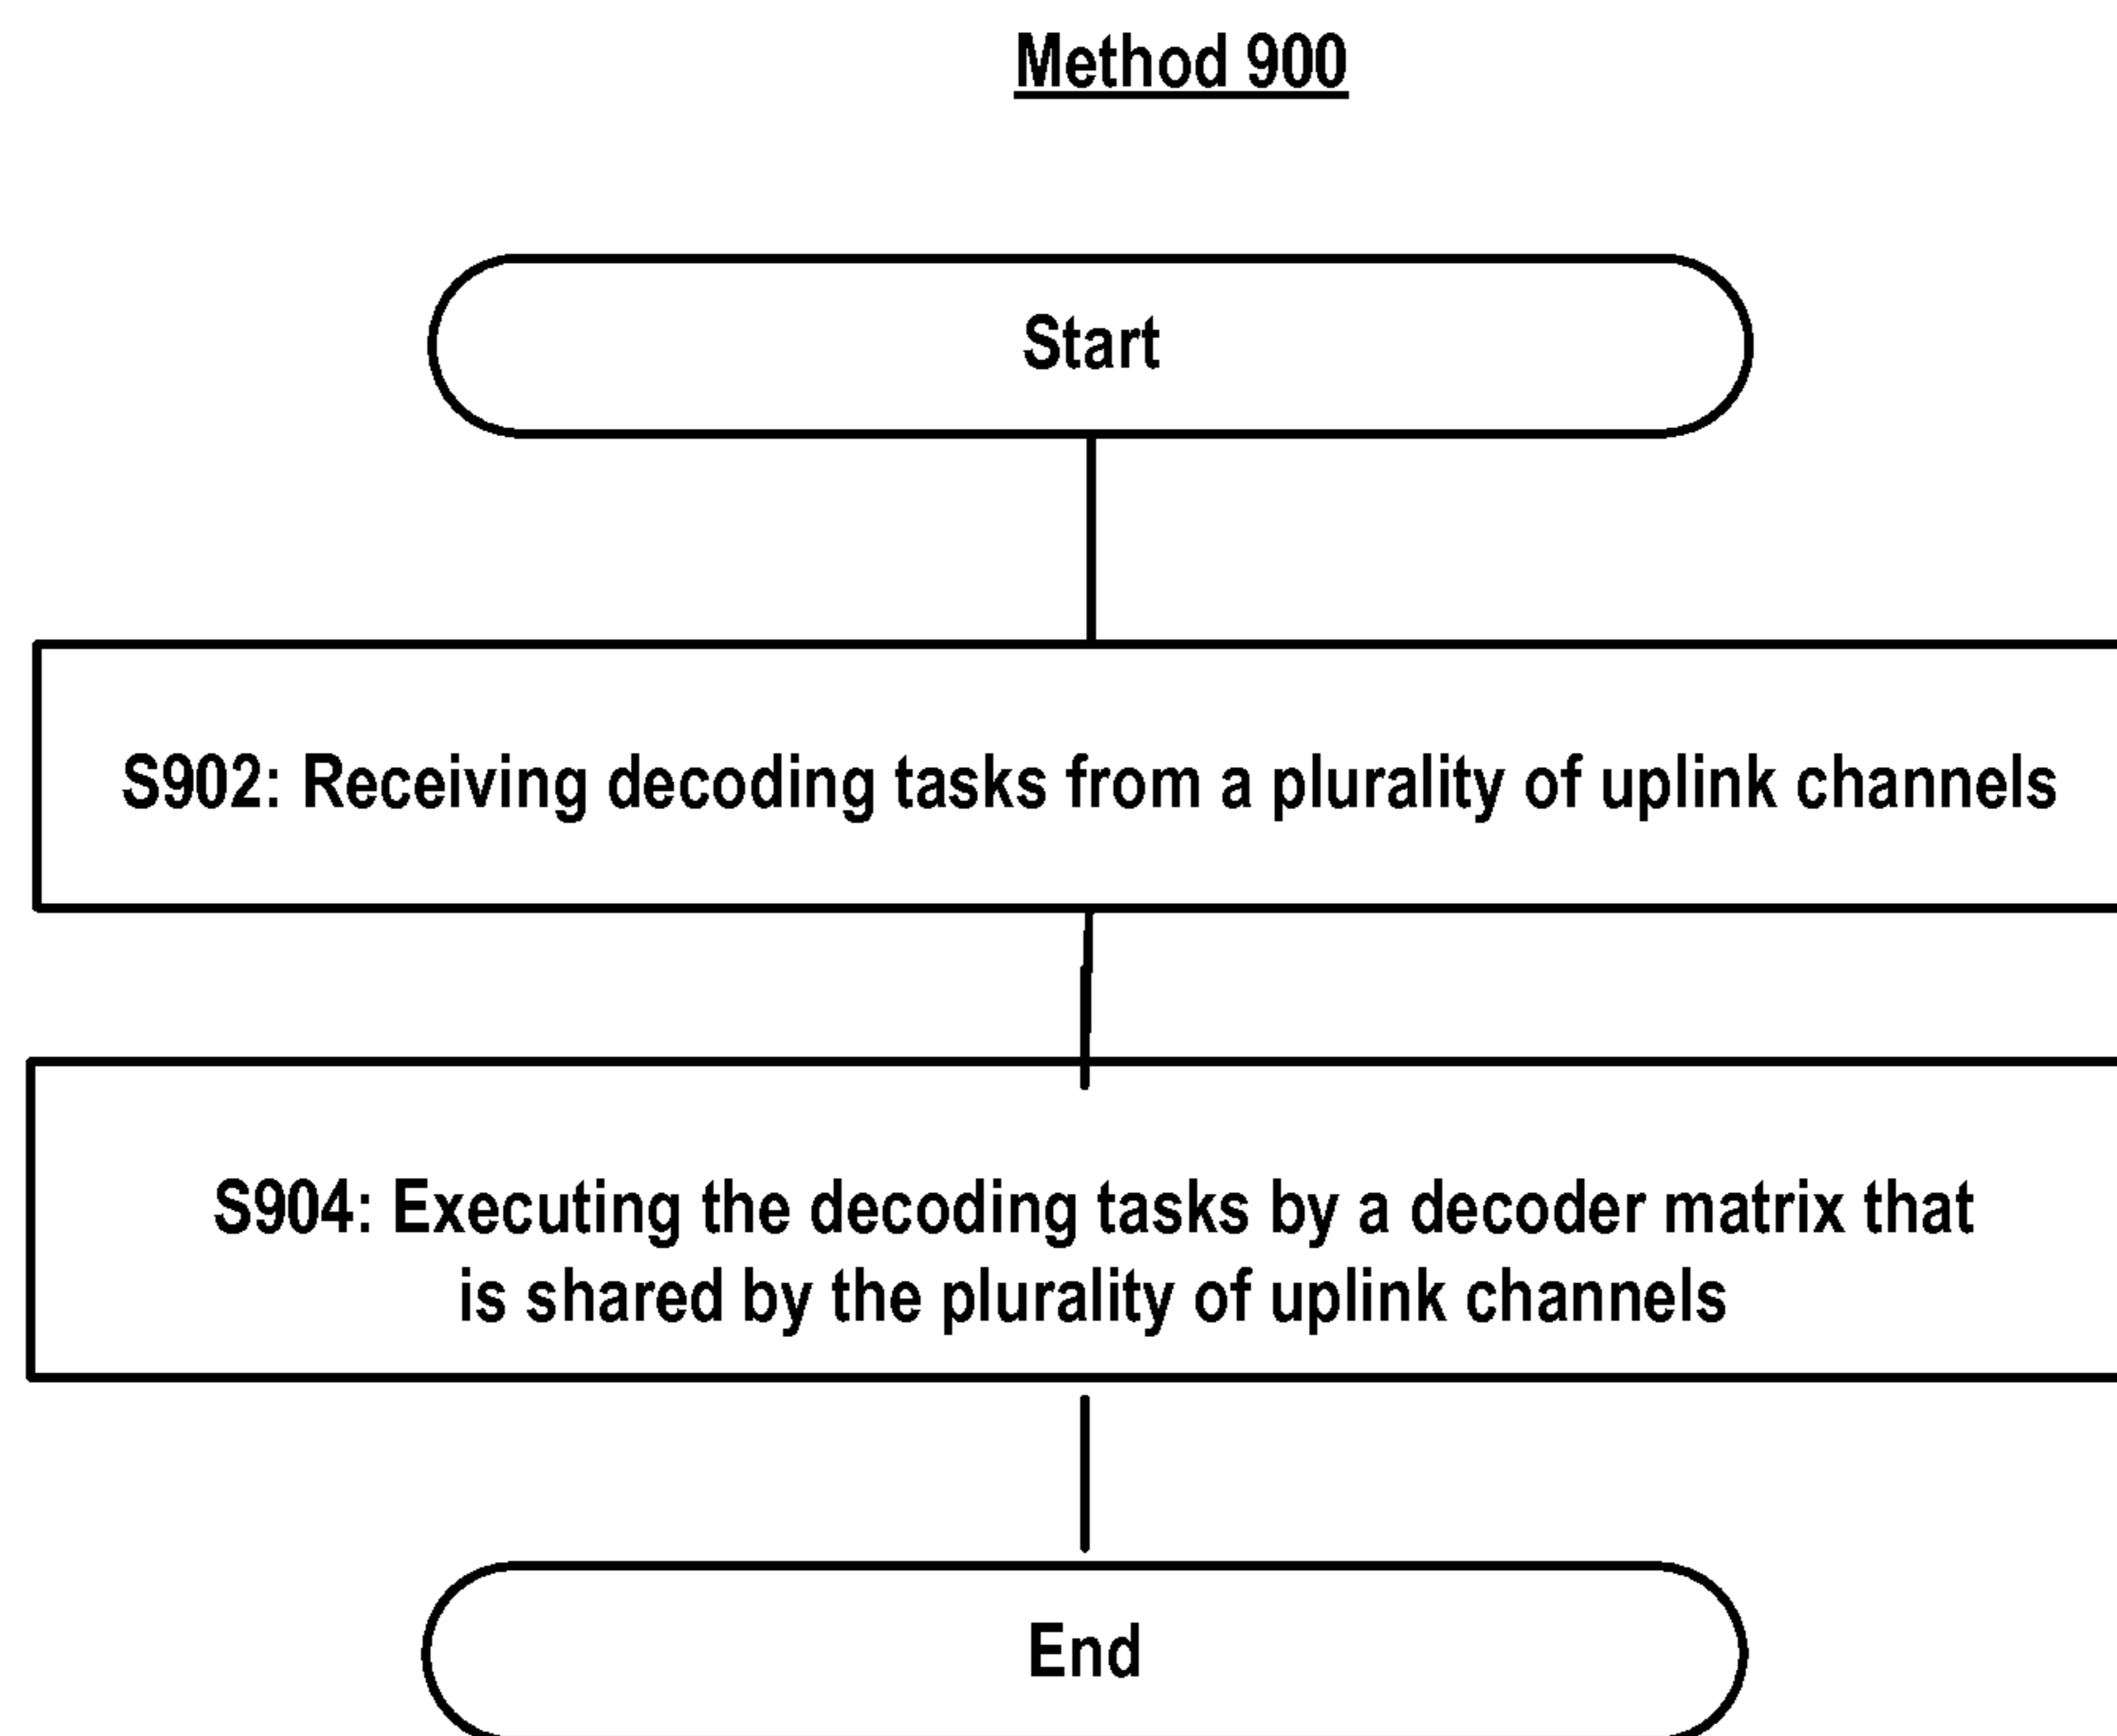 Method 900
Start
S902: Receiving decoding tasks from a plurality of uplink channels
S904: Executing the decoding tasks by a decoder matrix that
is shared by the plurality of uplink channels
End